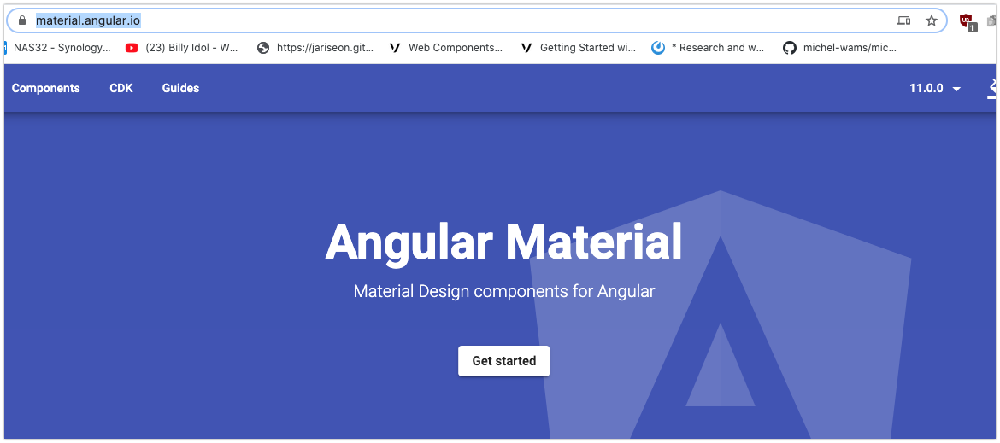 material.angular.io
1
NAS32 - Synology... (23) Billy Idol - W... https://jariseon.git... Web Components... Getting Started wi... * Research and w... michel-wams/mic...
Components CDK Guides 11.0.0
Angular Material
Material Design components for Angular
Get started